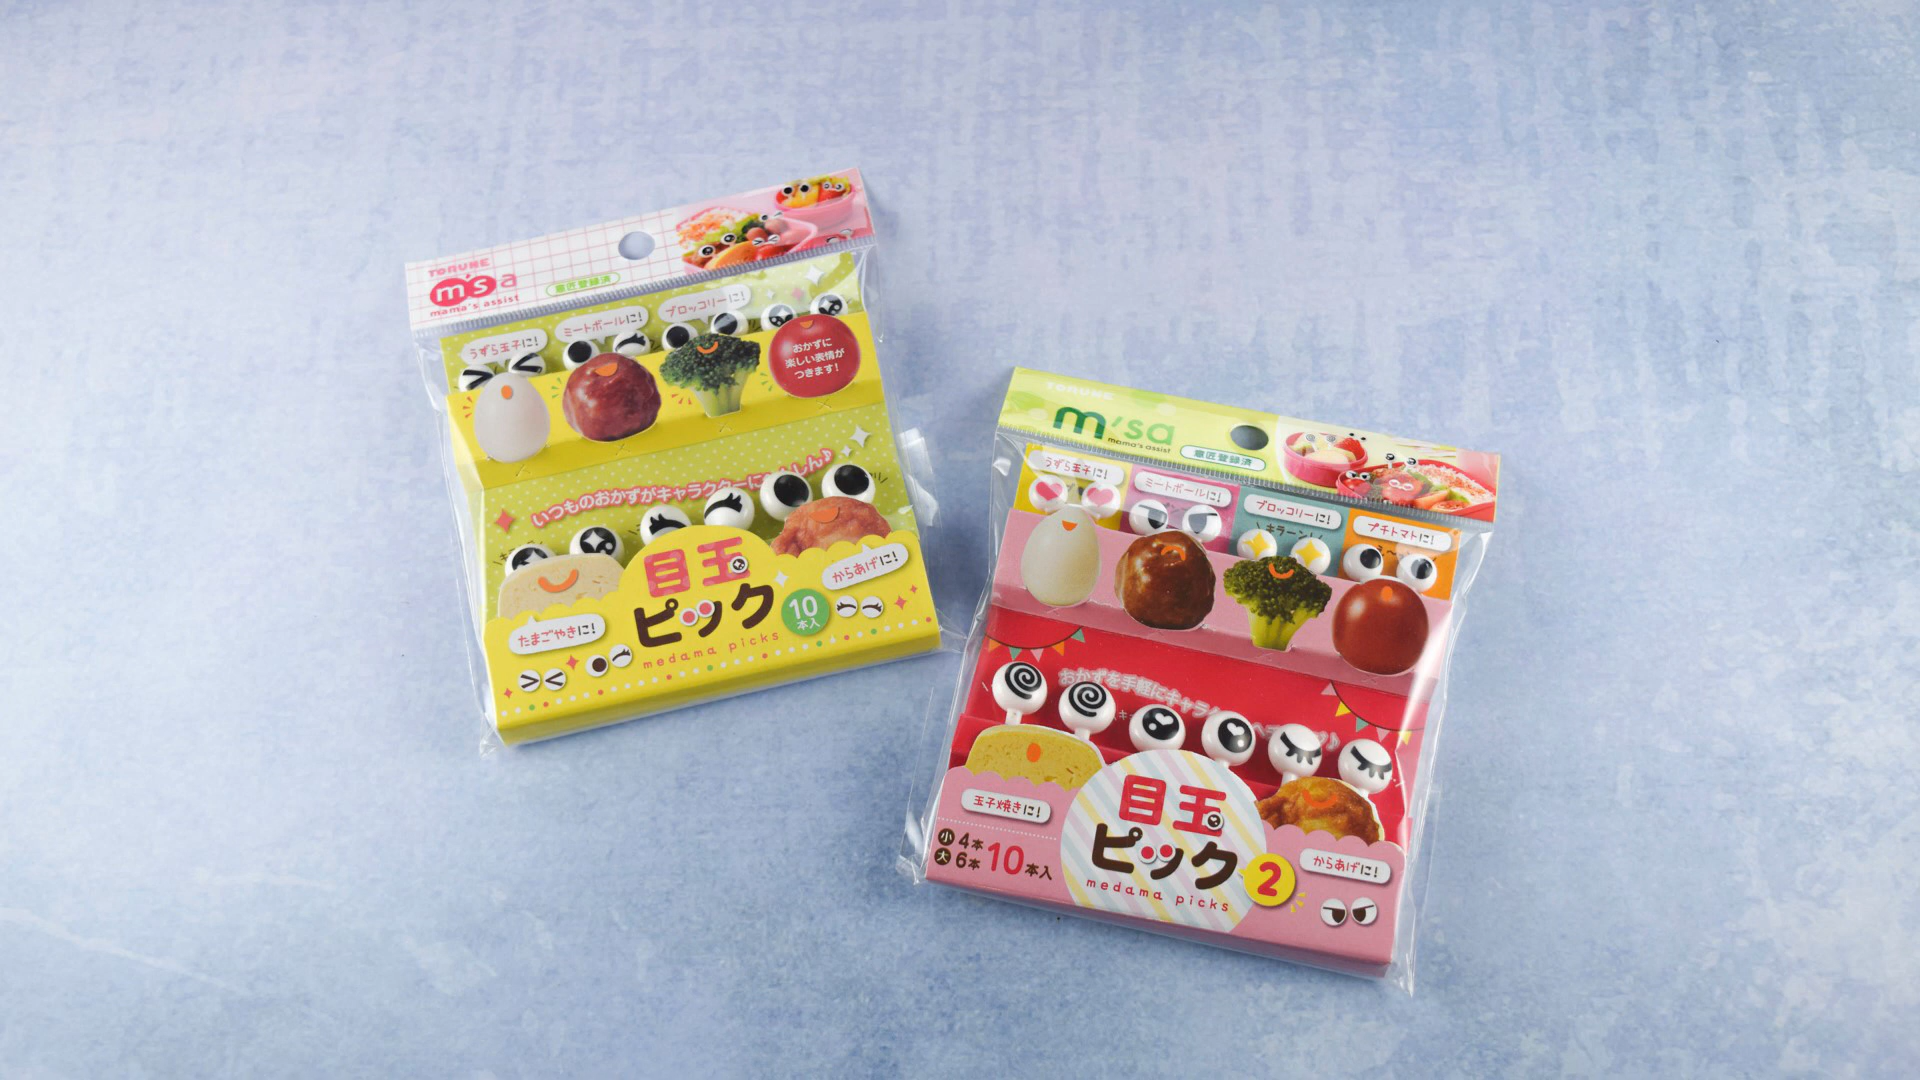 TORUNE
m's a
mama's assist
意匠登録済
うずら玉子に!
ミートボールに!
ブロッコリーに!
おかずに
楽しい表情が
つきます!
いつものおかずがキャラクターに
目玉
ピック
medama picks
10
本入
たまごやきに!
からあげに!
TORUNE
m'sa
mama's assist
意匠登録済
うずら玉子に!
ミートボールに!
ブロッコリーに!
プチトマトに!
キラーン!
おかずを手軽にキャラ
玉子焼きに!
小 4本
大 6本
10本入
目玉
ピック
2
medama picks
からあげに!